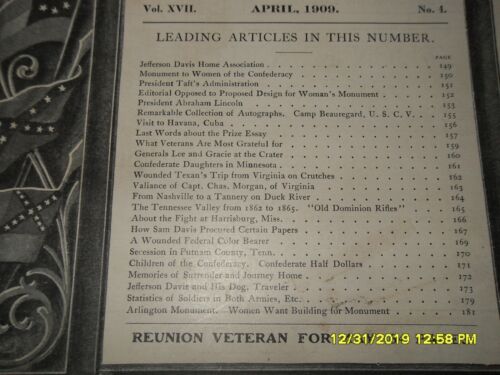 Vol. XVII. APRIL, 1909. No. 4.
LEADING ARTICLES IN THIS NUMBER.
PAGE
Jefferson Davis Home Association 149
Monument to Women of the Confederacy 150
President Taft's Administration 151
Editorial Opposed to Proposed Design for Woman's Monument 152
President Abraham Lincoln 153
Remarkable Collection of Autographs. Camp Beauregard, U. S. C. V. 155
Visit to Havana, Cuba 156
Last Words about the Prize Essay 157
What Veterans Are Most Grateful for 159
Generals Lee and Gracie at the Crater 160
Confederate Daughters in Minnesota 161
Wounded Texan's Trip from Virginia on Crutches 162
Valiance of Capt. Chas. Morgan, of Virginia 163
From Nashville to a Tannery on Duck River 164
The Tennessee Valley from 1862 to 1865. "Old Dominion Rifles" 165
About the Fight at Harrisburg, Miss. 166
How Sam Davis Procured Certain Papers 167
A Wounded Federal Color Bearer 169
Secession in Putnam County, Tenn. 170
Children of the Confederacy. Confederate Half Dollars 171
Memories of Surrender and Journey Home 172
Jefferson Davis and His Dog, Traveler 173
Statistics of Soldiers in Both Armies, Etc. 179
Arlington Monument. Women Want Building for Monument 181
REUNION VETERAN FOR
12/31/2019 12:58 PM